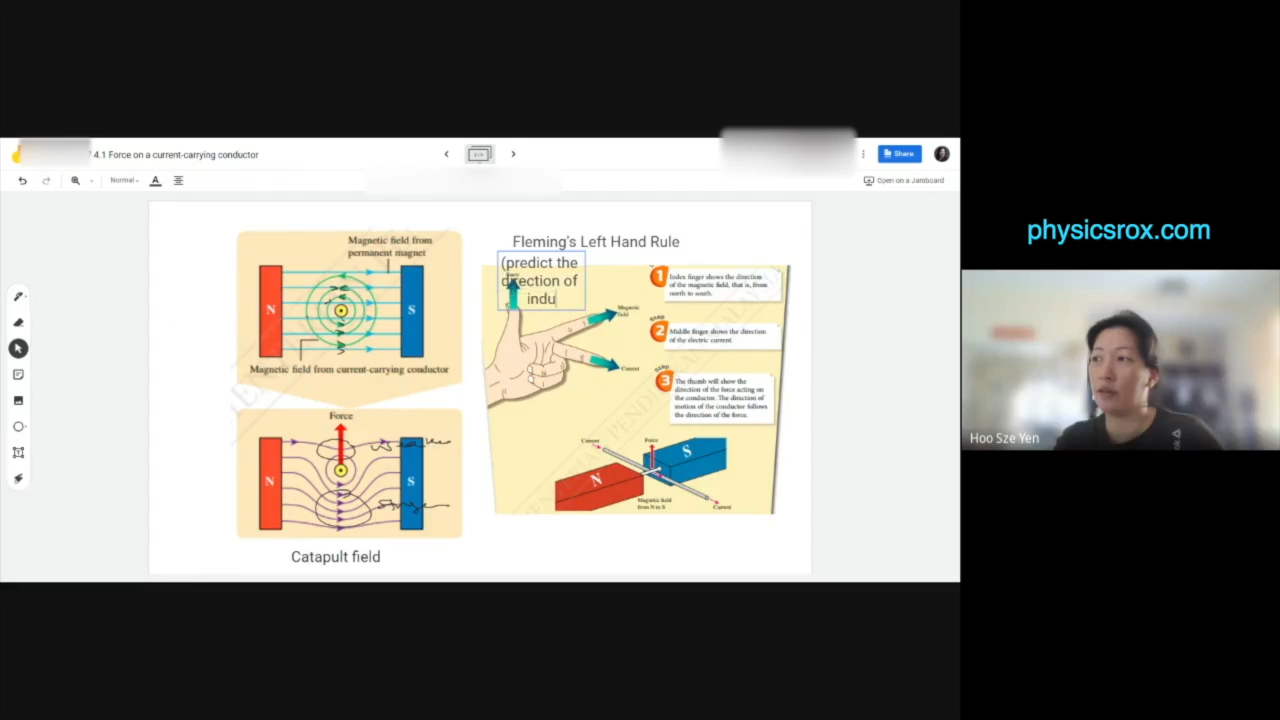 4.1 Force on a current-carrying conductor
Share
Normal
A
Open on a Jamboard
Magnetic field from
permanent magnet
N
S
Magnetic field from current-carrying conductor
Force
N
S
weaker
stronger
Catapult field
Fleming's Left Hand Rule
(predict the
direction of
indu
Magnetic
field
Current
1
Index finger shows the direction
of the magnetic field, that is, from
north to south.
2
Middle finger shows the direction
of the electric current.
3
The thumb will show the
direction of the force acting on
the conductor. The direction of
motion of the conductor follows
the direction of the force.
Current
Force
N
S
Magnetic field
from N to S
Current
physicsrox.com
Hoo Sze Yen